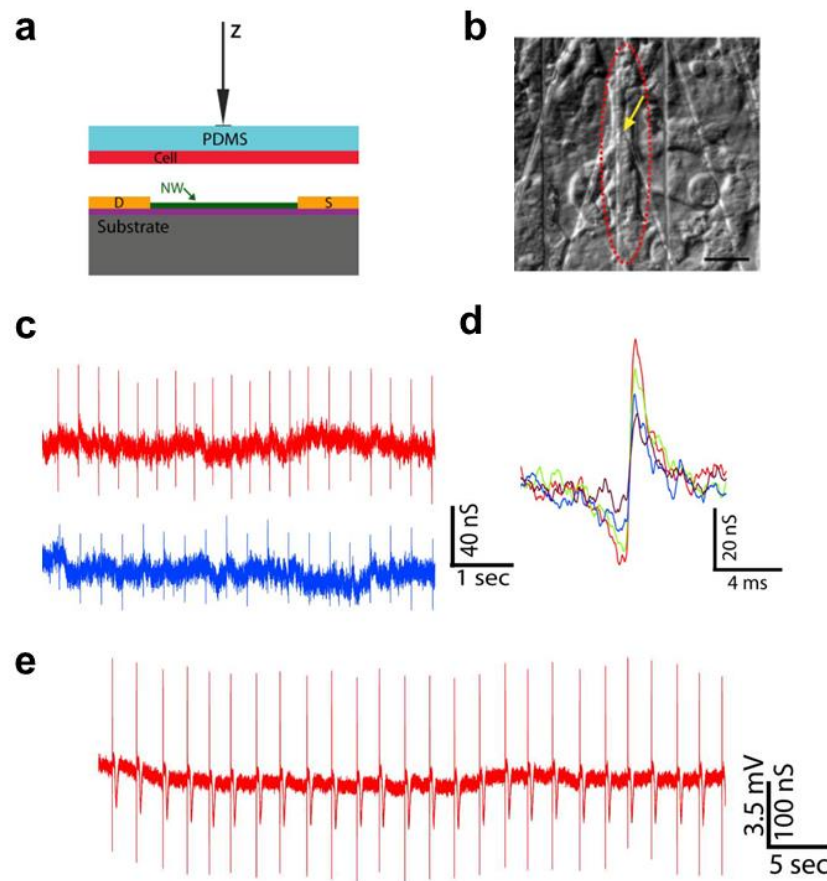 a
z
PDMS
Cell
NW
D
S
Substrate
b
c
40 nS
1 sec
d
20 nS
4 ms
e
3.5 mV
100 nS
5 sec